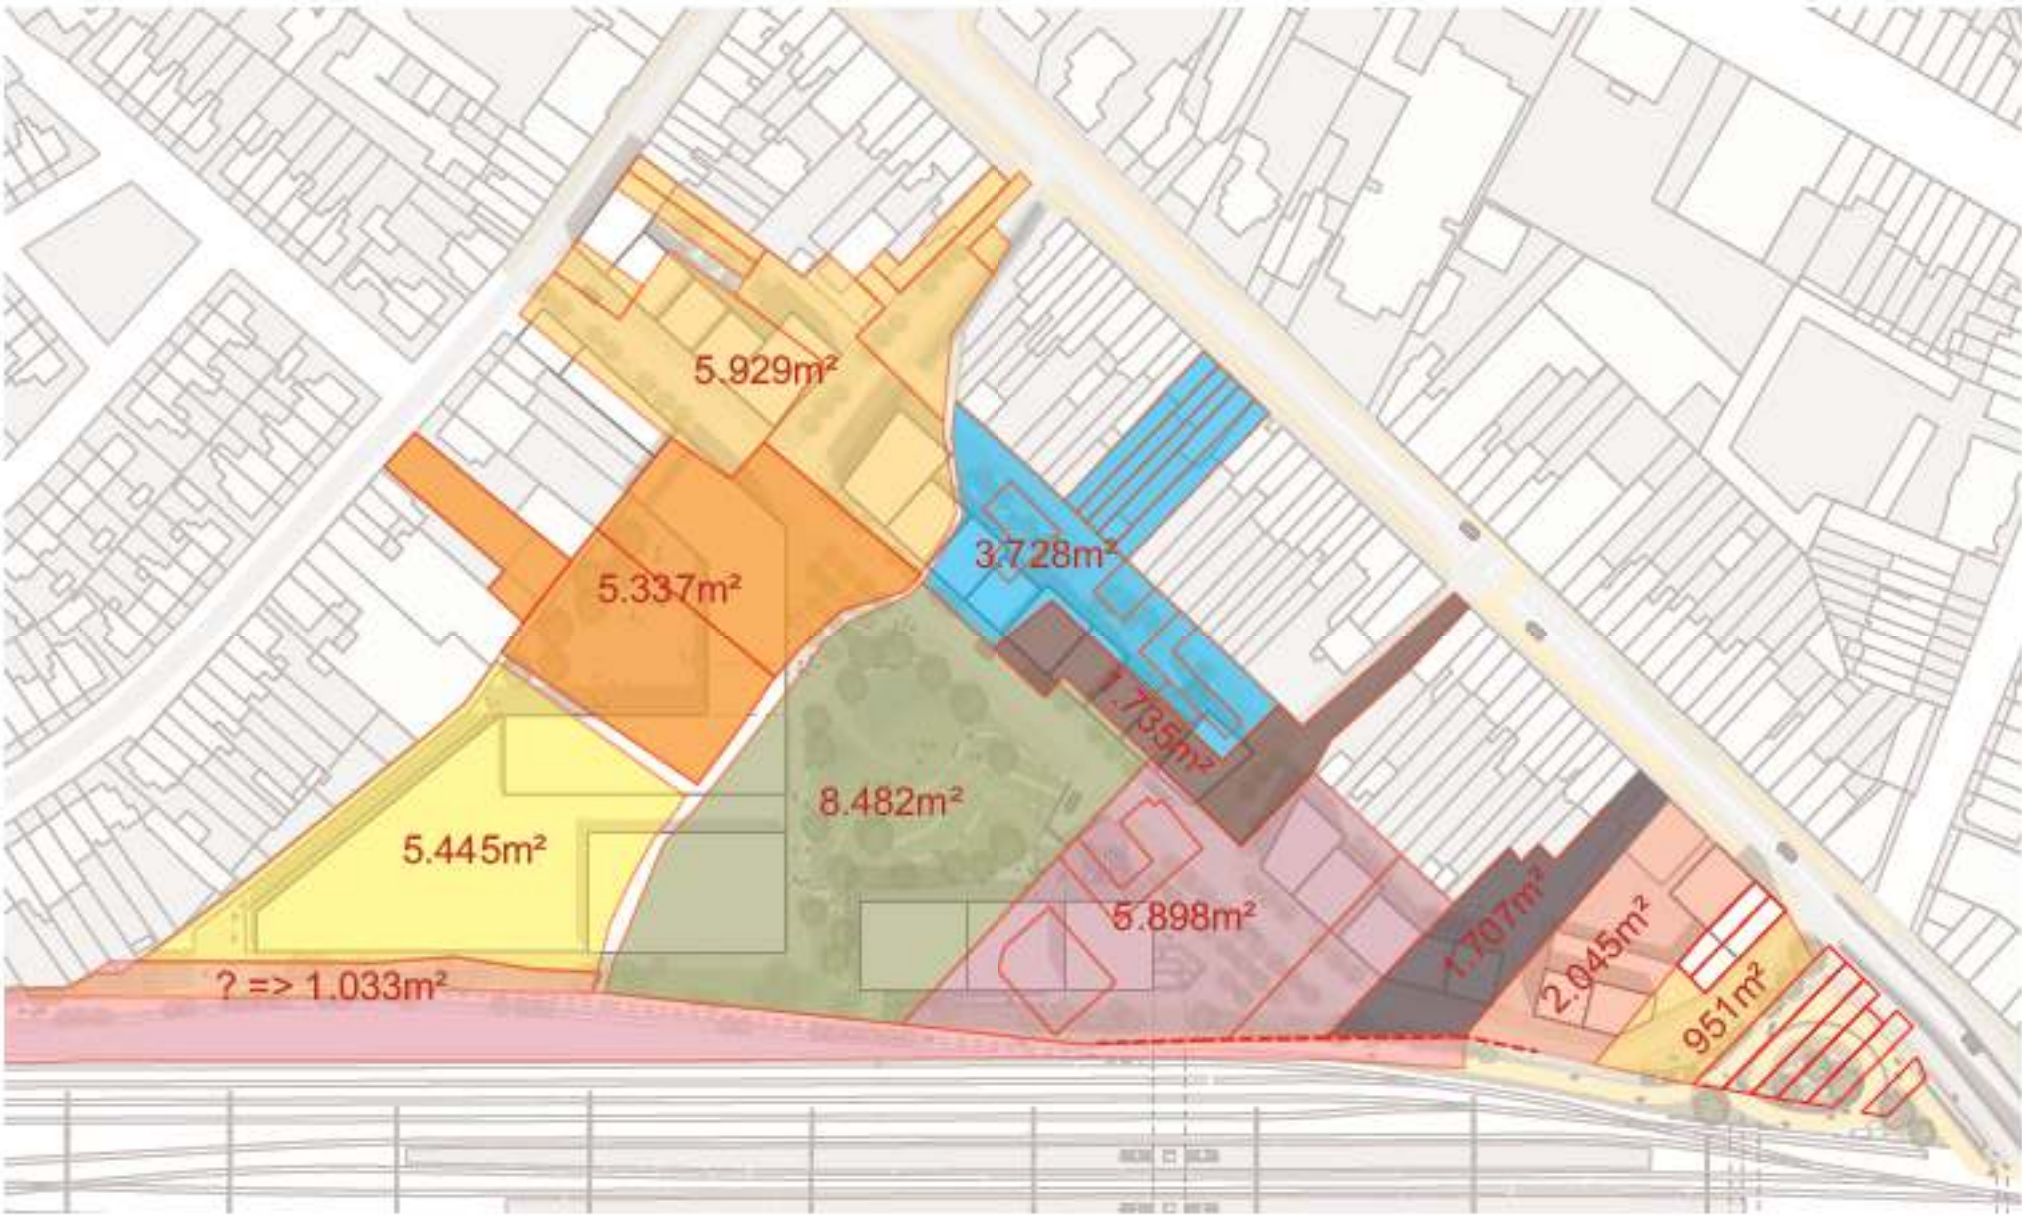 5.929m²
3.728m²
5.337m²
1.735m²
8.482m²
5.445m²
5.898m²
1.707m²
2.045m²
951m²
? => 1.033m²